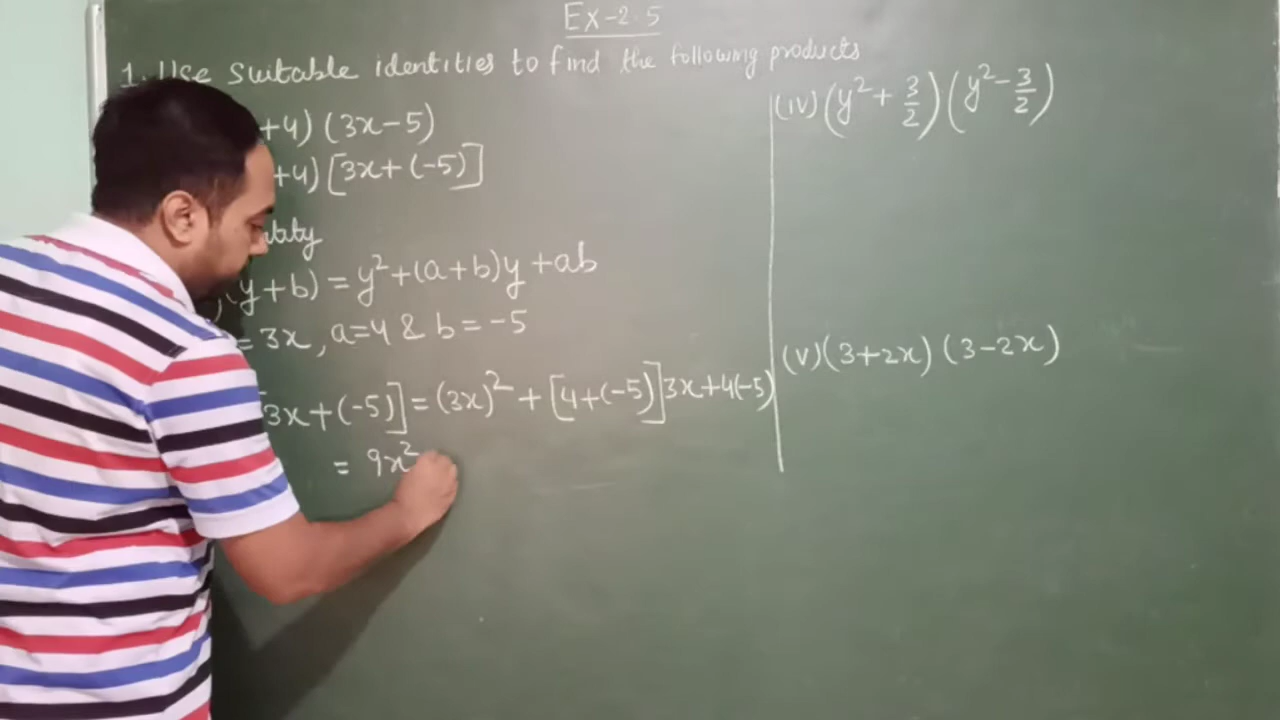 Ex-2.5
1. Use suitable identities to find the following products
+4) (3x-5)
+4) [3x+(-5)]
y+b) = y²+(a+b)y+ab
= 3x, a=4 & b=-5
3x+(-5)] = (3x)² + [4+(-5)]3x+4(-5)
= 9x²
(iv) (y² + 3/2) (y² - 3/2)
(v) (3+2x) (3-2x)